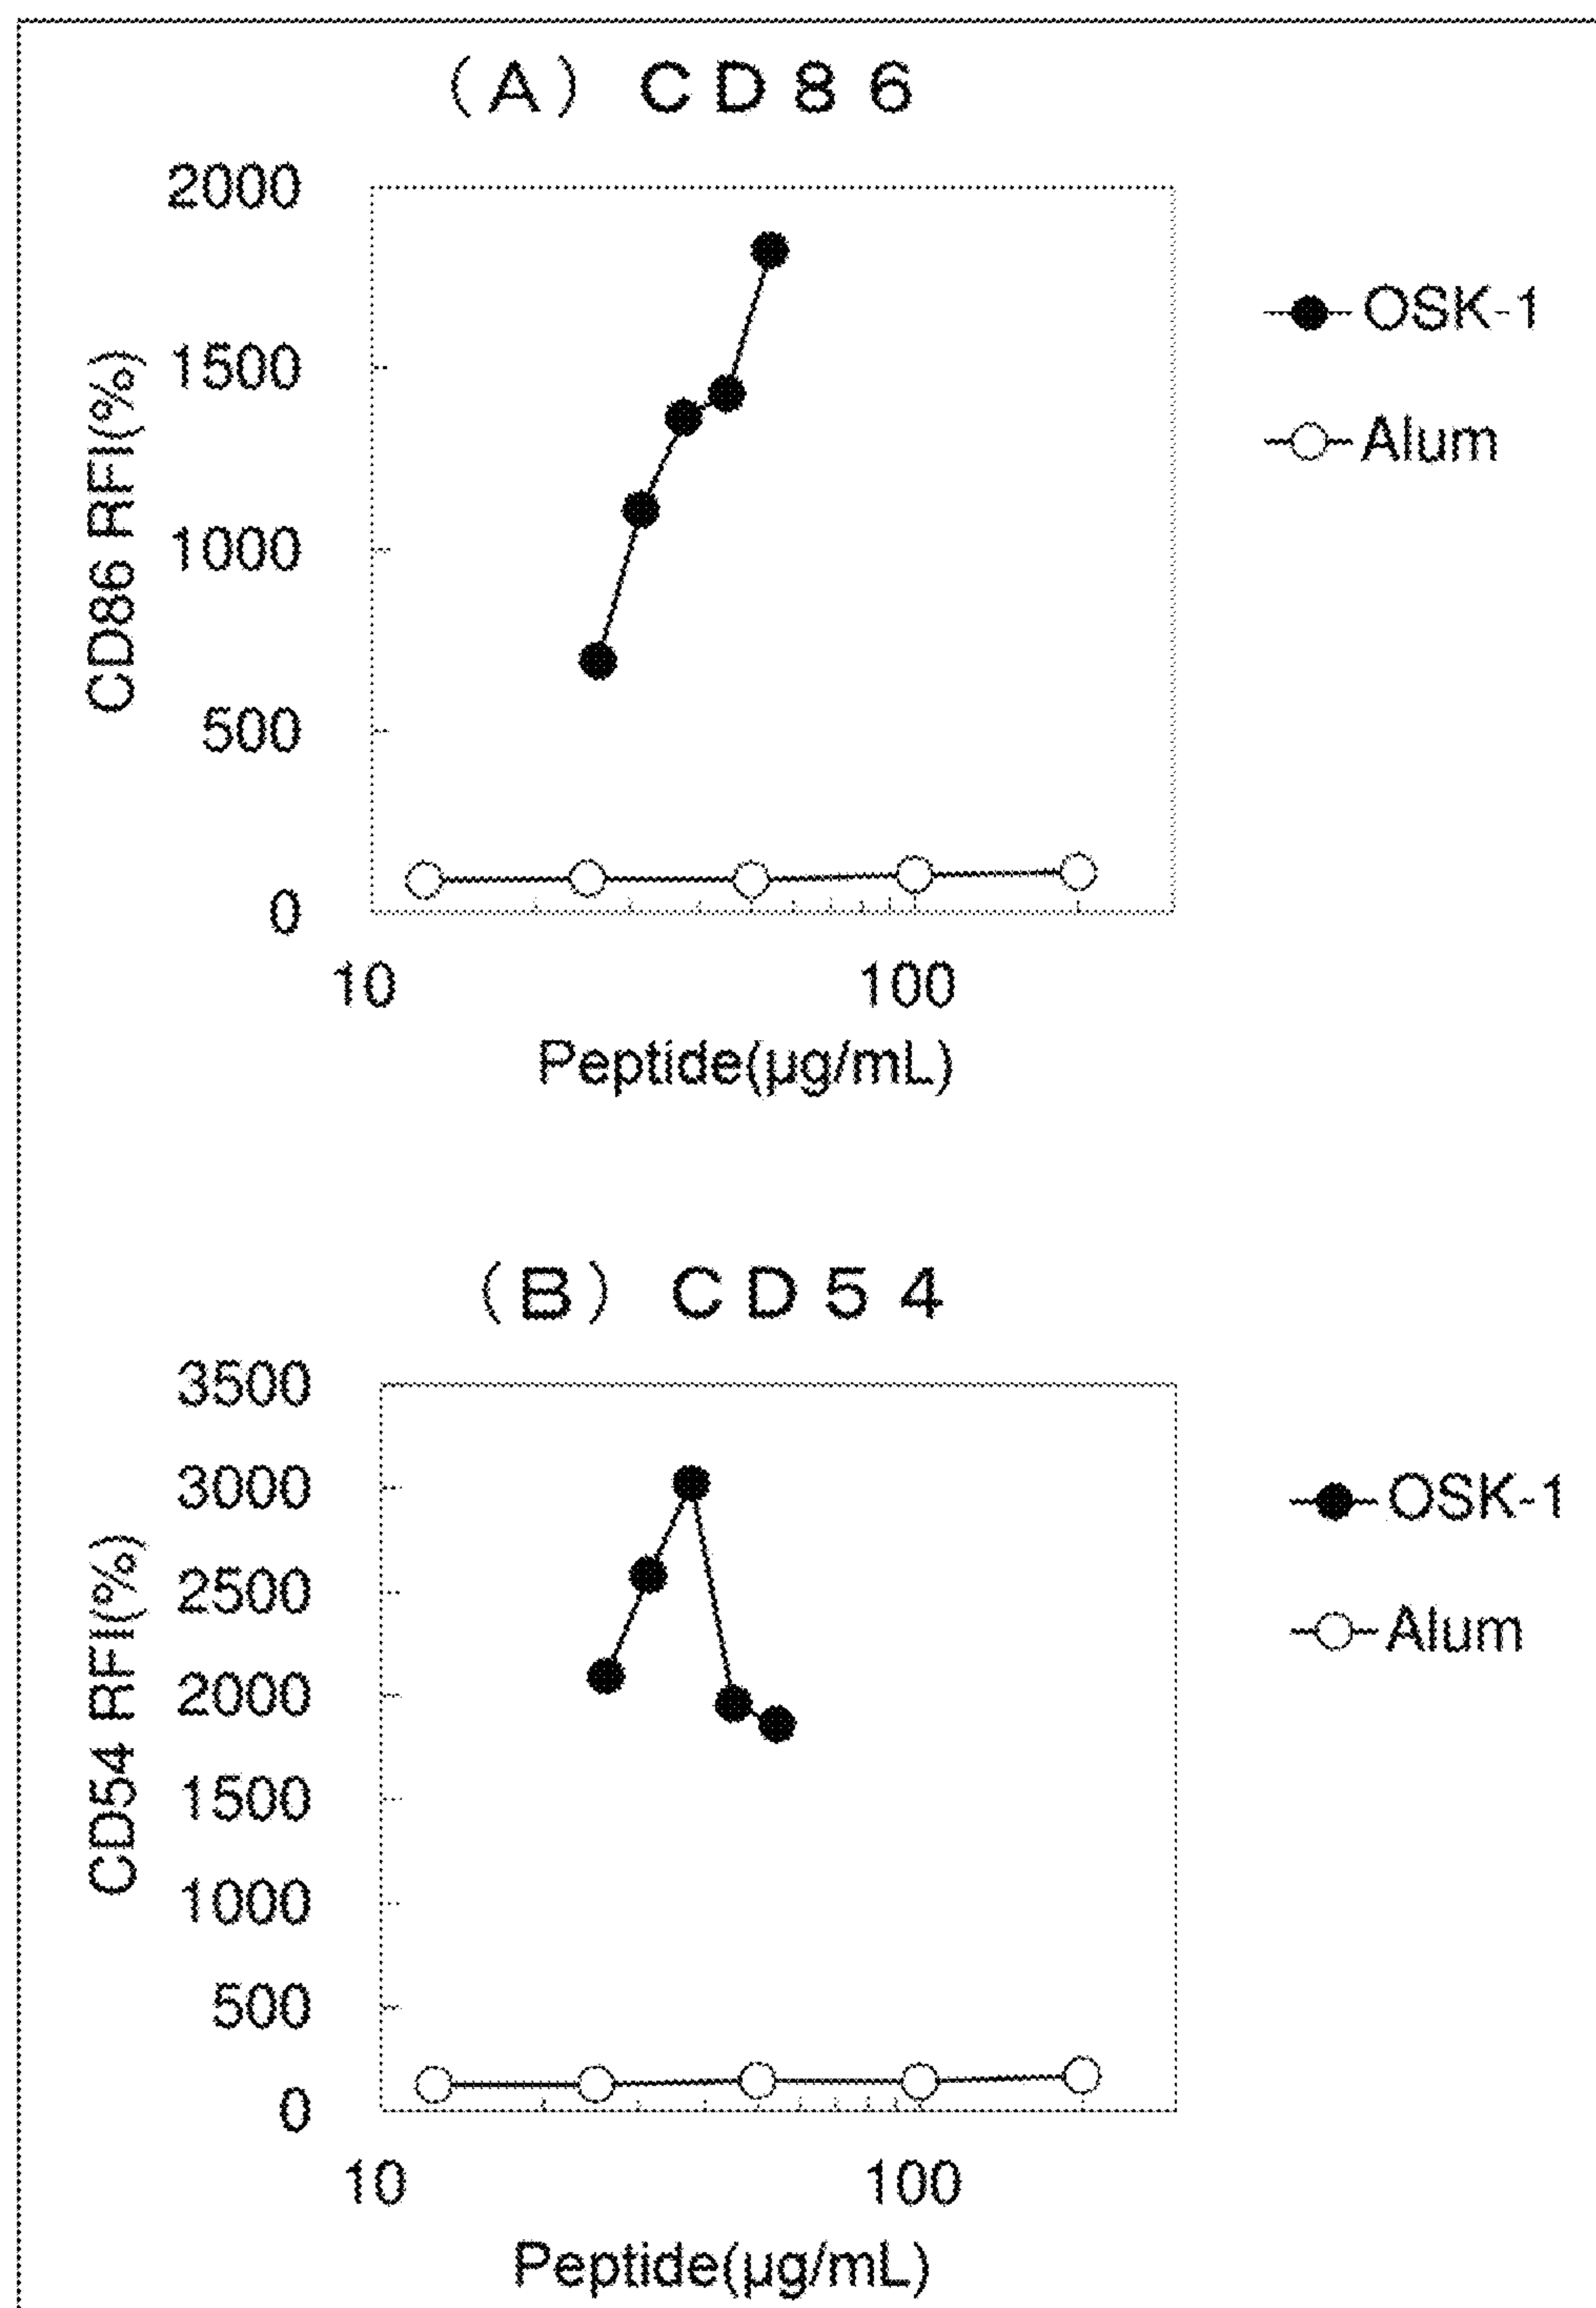 (A) CD86
2000
1500
1000
500
0
CD86 RFI(%)
10 100
Peptide(µg/mL)
OSK-1
Alum
(B) CD54
3500
3000
2500
2000
1500
1000
500
0
CD54 RFI(%)
10 100
Peptide(µg/mL)
OSK-1
Alum